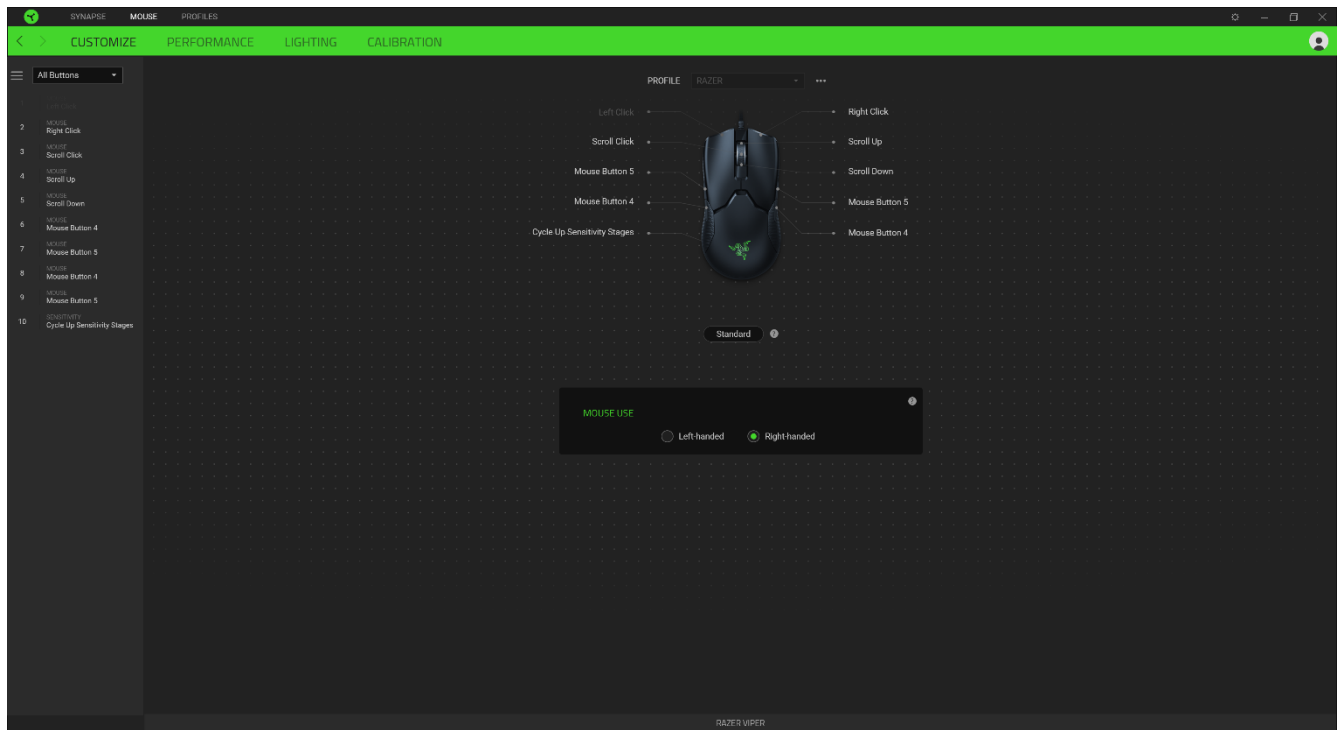 SYNAPSE MOUSE PROFILES
CUSTOMIZE PERFORMANCE LIGHTING CALIBRATION
All Buttons
Left Click
2 MOUSE
Right Click
3 MOUSE
Scroll Click
4 MOUSE
Scroll Up
5 MOUSE
Scroll Down
6 MOUSE
Mouse Button 4
7 MOUSE
Mouse Button 5
8 MOUSE
Mouse Button 4
9 MOUSE
Mouse Button 5
10 SENSITIVITY
Cycle Up Sensitivity Stages
PROFILE RAZER
Left Click Right Click
Scroll Click Scroll Up
Mouse Button 5 Scroll Down
Mouse Button 4 Mouse Button 5
Cycle Up Sensitivity Stages Mouse Button 4
Standard
MOUSE USE
Left-handed Right-handed
RAZER VIPER